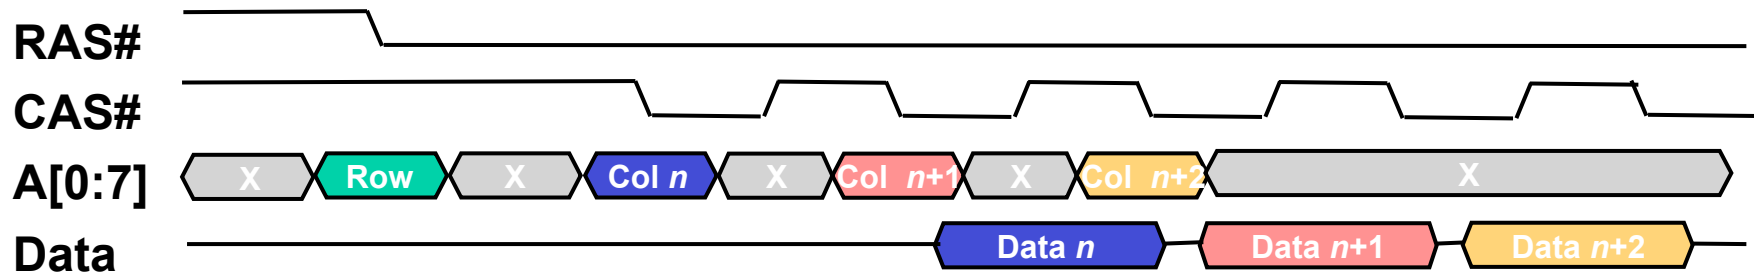 RAS#
CAS#
A[0:7] X Row X Col n X Col n+1 X Col n+2 X
Data Data n Data n+1 Data n+2